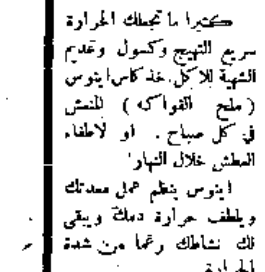 كثيرا ما تجعلك الحرارة
سريع التهيج وكسول وعديم
الشهية للاكل خذ كاس اينوس
( ملح الفواكه ) المنعش
في كل صباح . او لاطفاء
العطش خلال النهار
اينوس ينظم عمل معدتك
ويلطف حرارة دمك ويبقى
لك نشاطك رغما من شدة
الحرارة